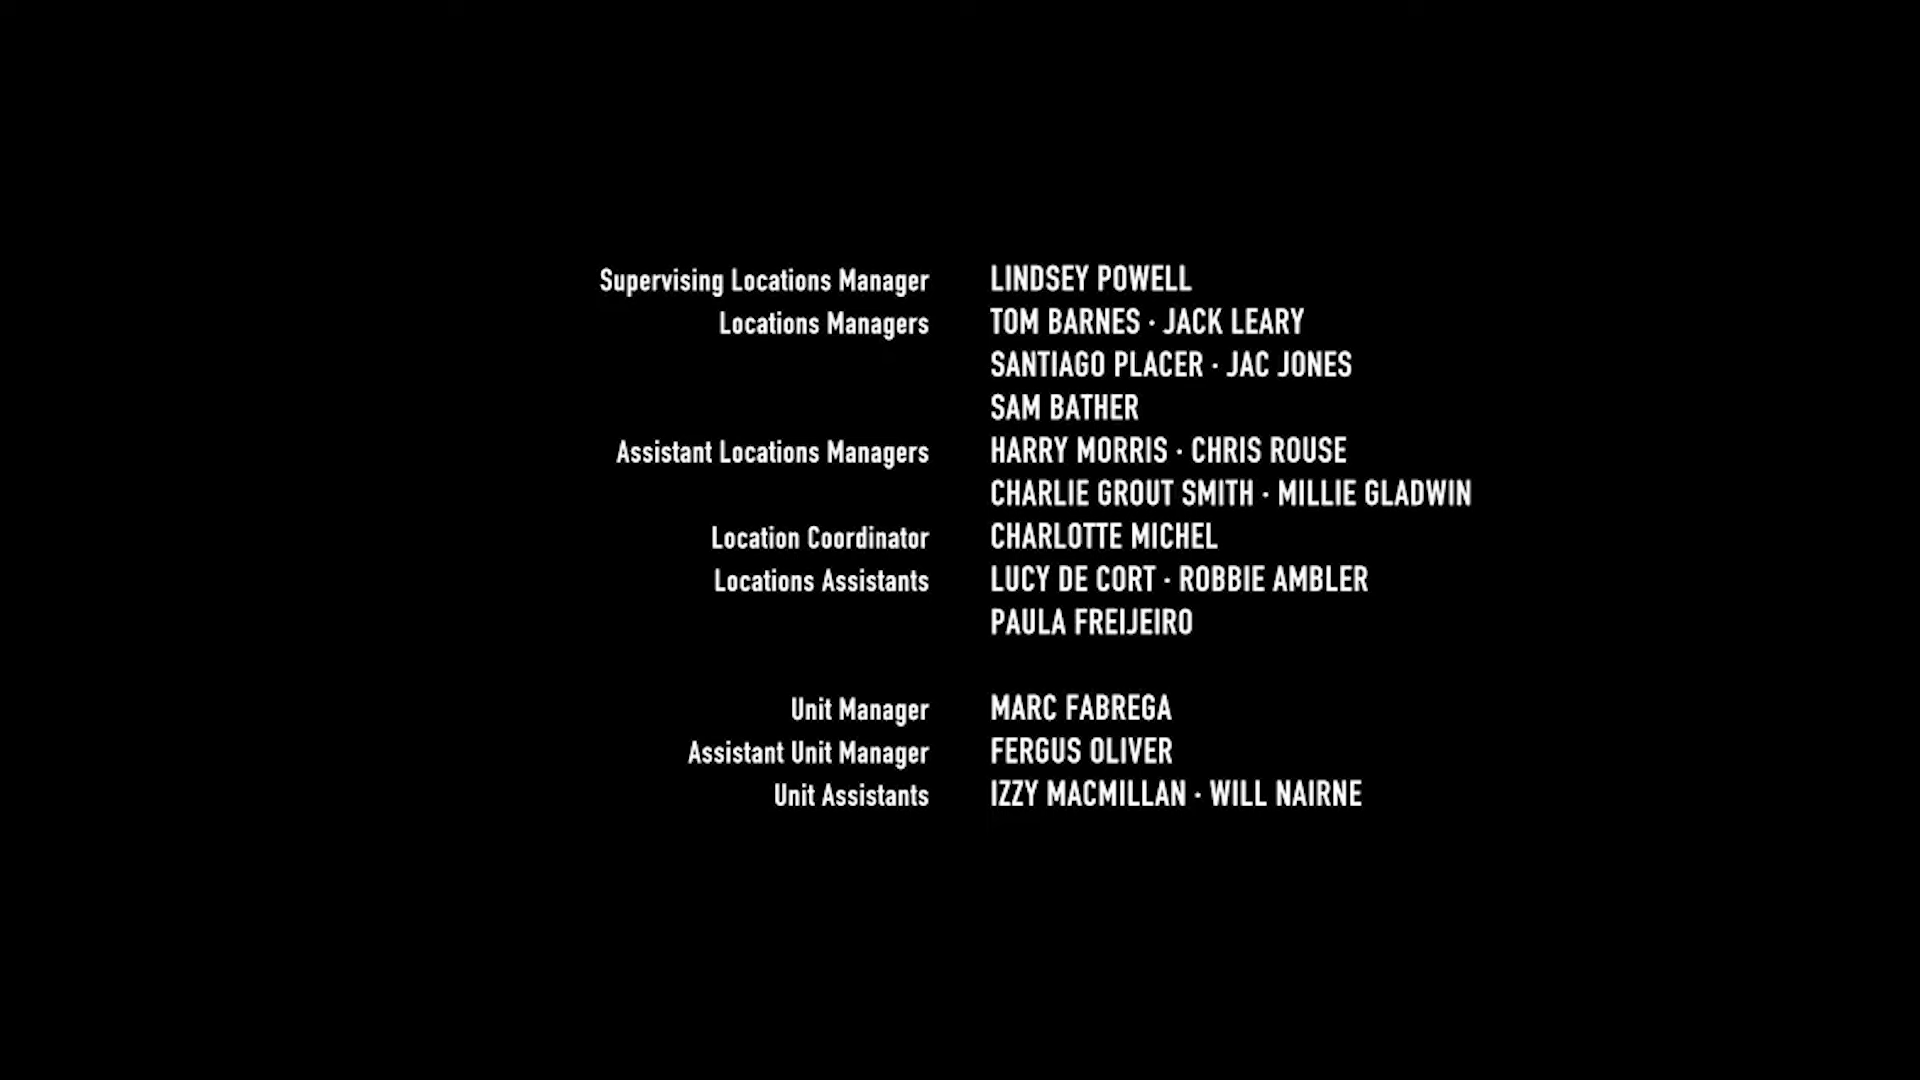 Supervising Locations Manager LINDSEY POWELL
Locations Managers TOM BARNES · JACK LEARY
SANTIAGO PLACER · JAC JONES
SAM BATHER
Assistant Locations Managers HARRY MORRIS · CHRIS ROUSE
CHARLIE GROUT SMITH · MILLIE GLADWIN
Location Coordinator CHARLOTTE MICHEL
Locations Assistants LUCY DE CORT · ROBBIE AMBLER
PAULA FREIJEIRO
Unit Manager MARC FABREGA
Assistant Unit Manager FERGUS OLIVER
Unit Assistants IZZY MACMILLAN · WILL NAIRNE